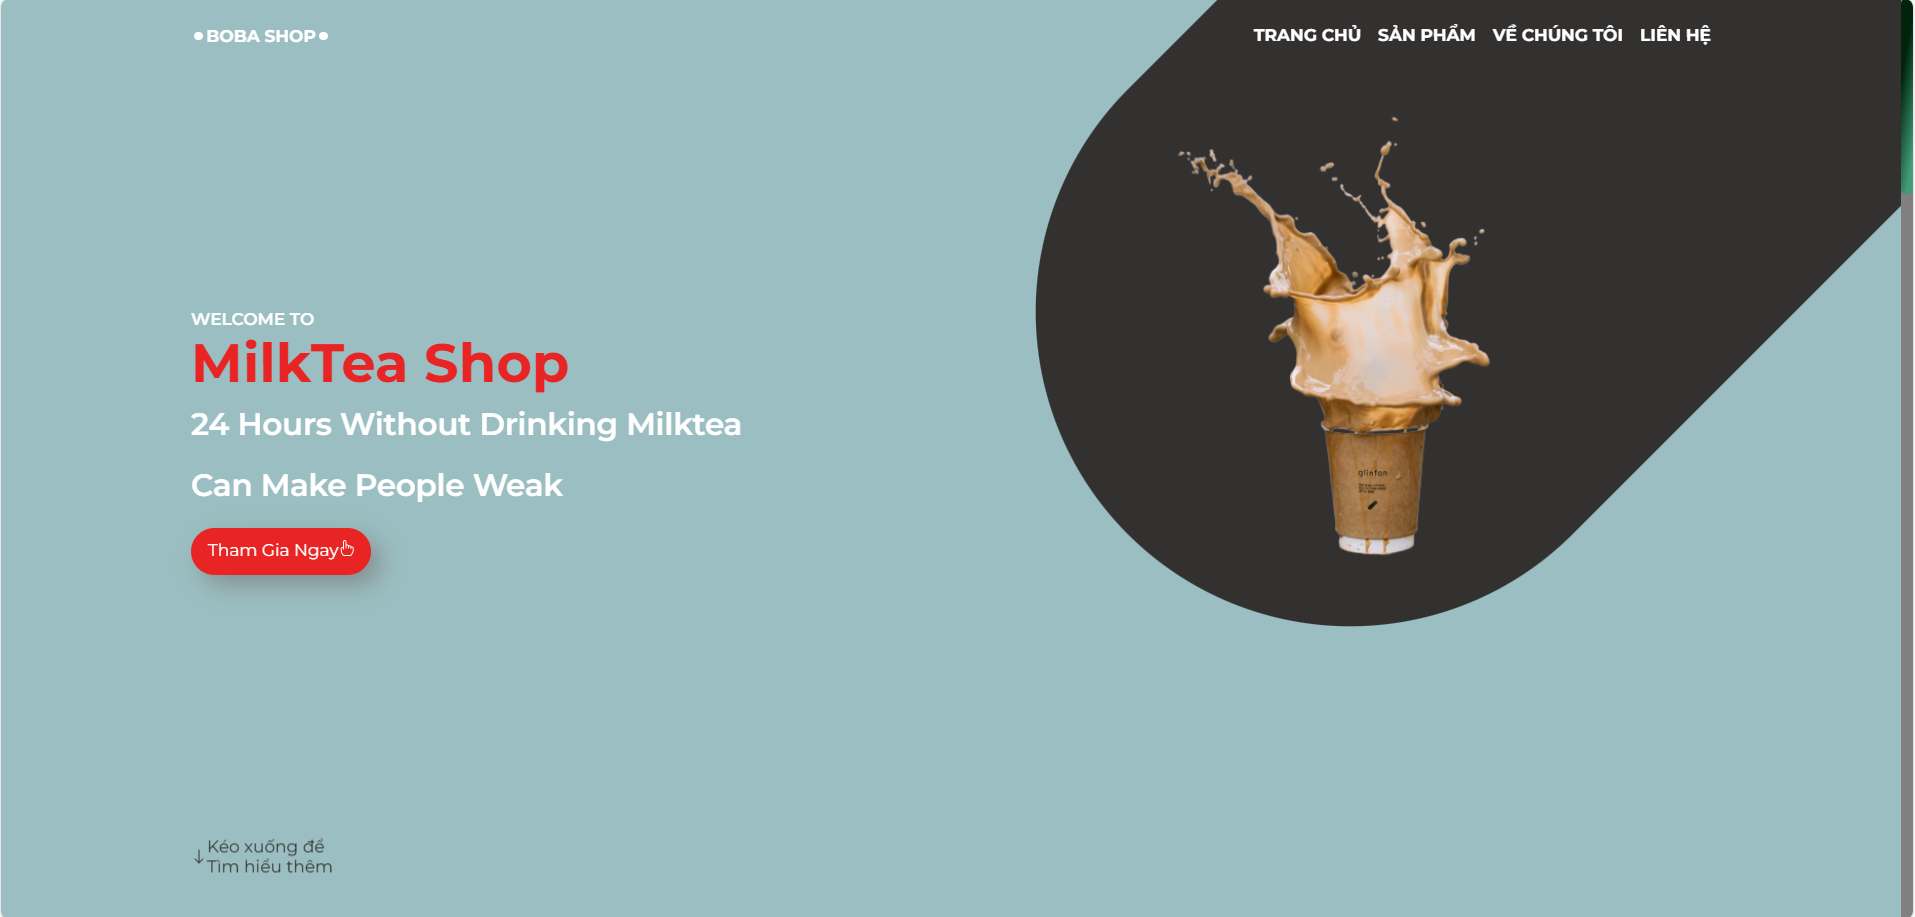 BOBA SHOP
TRANG CHỦ SẢN PHẨM VỀ CHÚNG TÔI LIÊN HỆ
WELCOME TO
MilkTea Shop
24 Hours Without Drinking Milktea
Can Make People Weak
Tham Gia Ngay
glinfon
Kéo xuống để
Tìm hiểu thêm